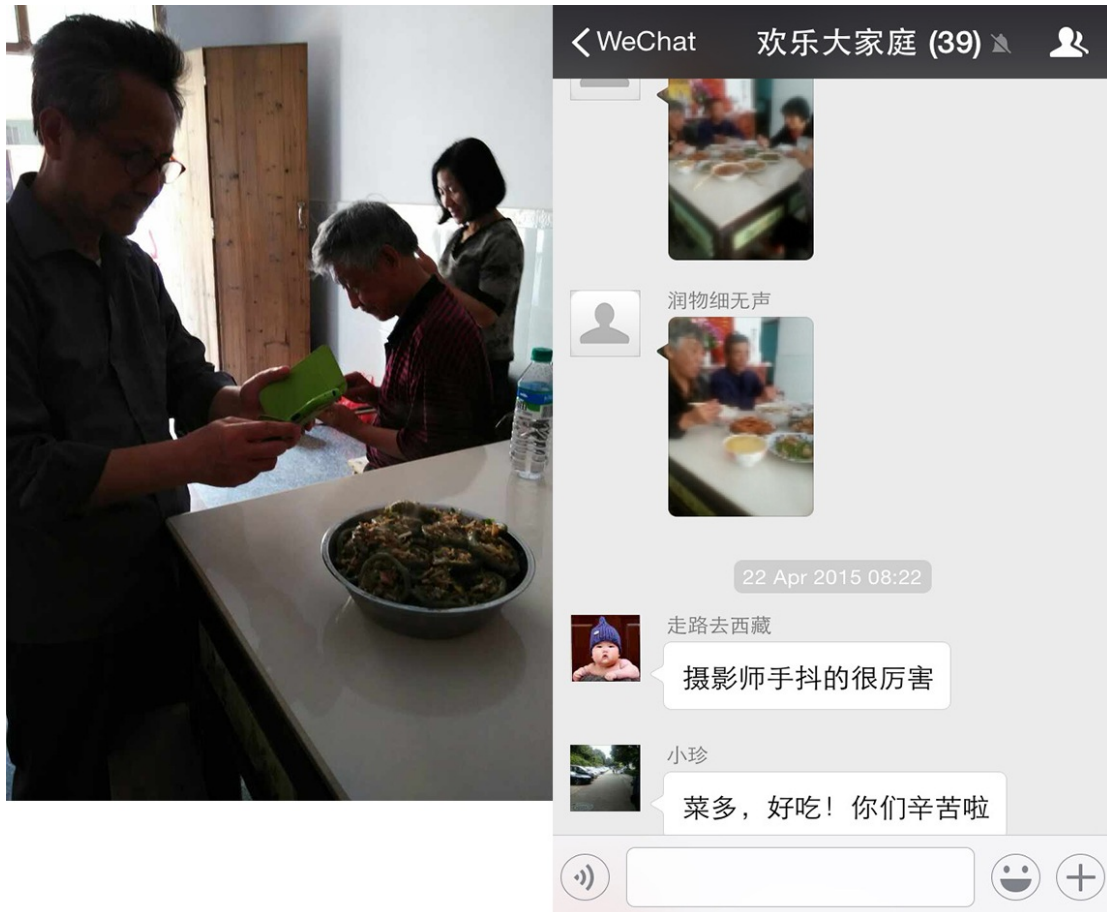 WeChat
欢乐大家庭 (39)
润物细无声
22 Apr 2015 08:22
走路去西藏
摄影师手抖的很厉害
小珍
菜多，好吃！你们辛苦啦